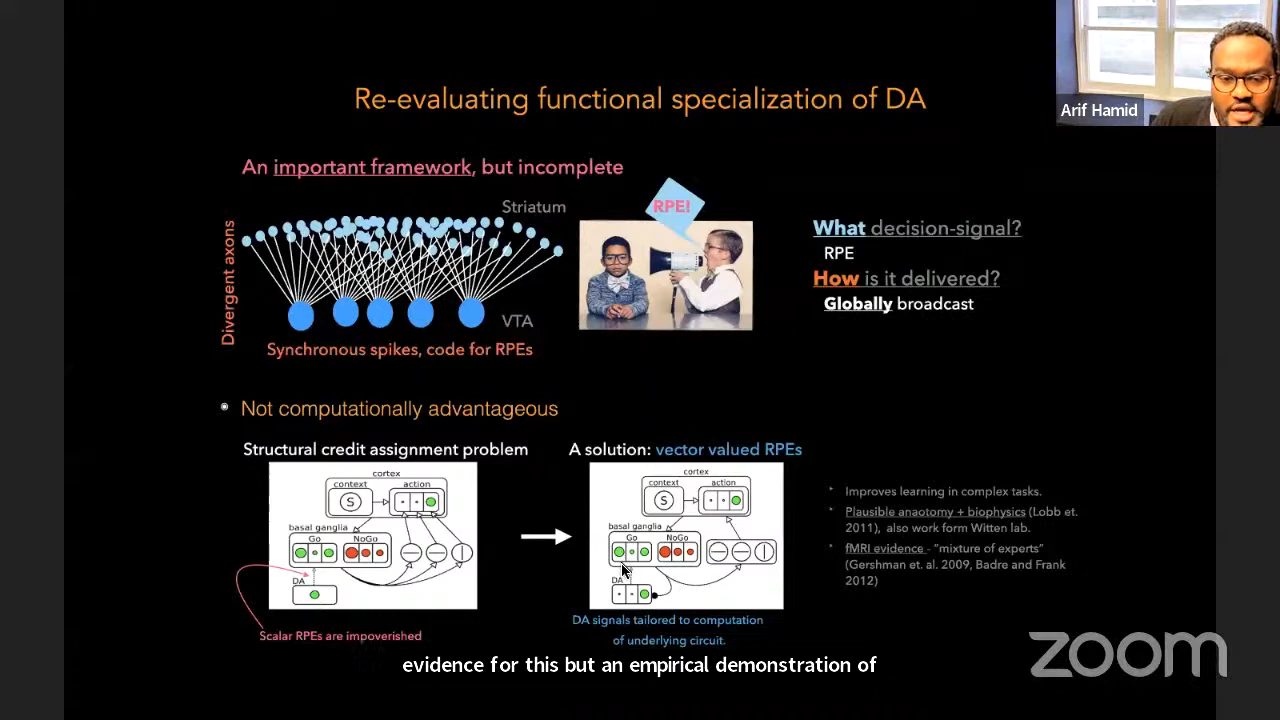 Re-evaluating functional specialization of DA
Arif Hamid
An important framework, but incomplete
Striatum
RPE!
Divergent axons
VTA
Synchronous spikes, code for RPEs
What decision-signal?
RPE
How is it delivered?
Globally broadcast
Not computationally advantageous
Structural credit assignment problem
cortex
context
action
S
basal ganglia
Go
NoGo
DA
Scalar RPEs are impoverished
A solution: vector valued RPEs
cortex
context
action
S
basal ganglia
Go
NoGo
DA
DA signals tailored to computation
of underlying circuit.
Improves learning in complex tasks.
Plausible anaotomy + biophysics (Lobb et.
2011), also work form Witten lab.
fMRI evidence - "mixture of experts"
(Gershman et. al 2009, Badre and Frank
2012)
evidence for this but an empirical demonstration of
zoom